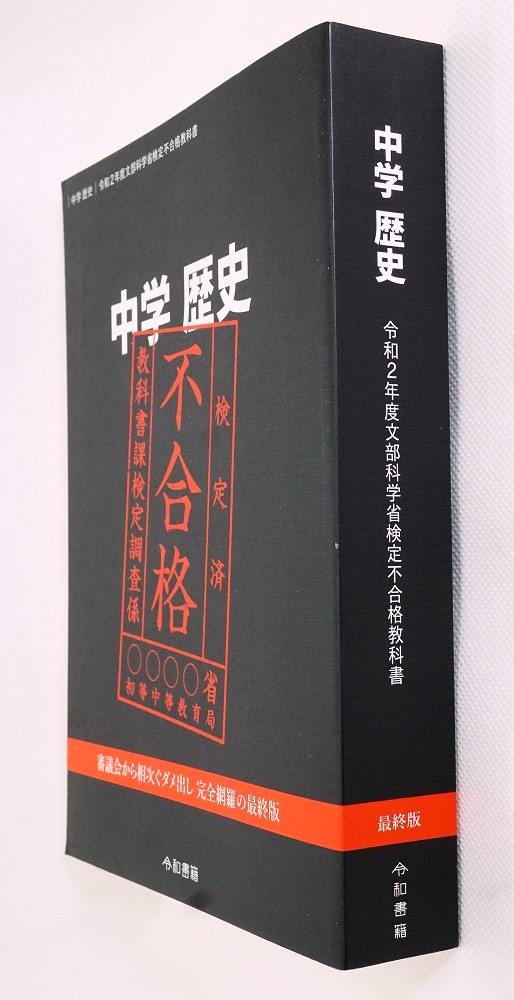 ｜中学 歴史｜令和2年度文部科学省検定不合格教科書
中学 歴史
検定済
不合格
教科書課検定調査係
〇〇〇〇省
初等中等教育局
審議会から相次ぐダメ出し 完全網羅の最終版
令和書籍
中学 歴史
令和2年度文部科学省検定不合格教科書
最終版
令和書籍